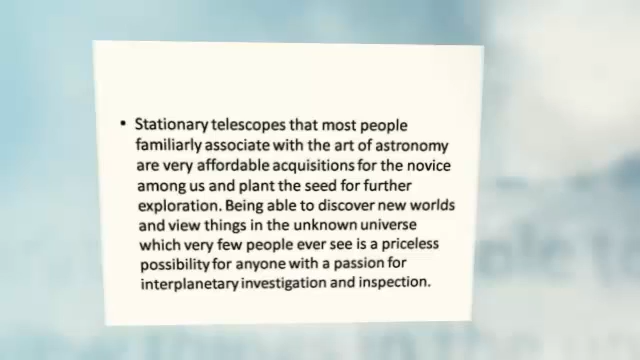 • Stationary telescopes that most people
familiarly associate with the art of astronomy
are very affordable acquisitions for the novice
among us and plant the seed for further
exploration. Being able to discover new worlds
and view things in the unknown universe
which very few people ever see is a priceless
possibility for anyone with a passion for
interplanetary investigation and inspection.